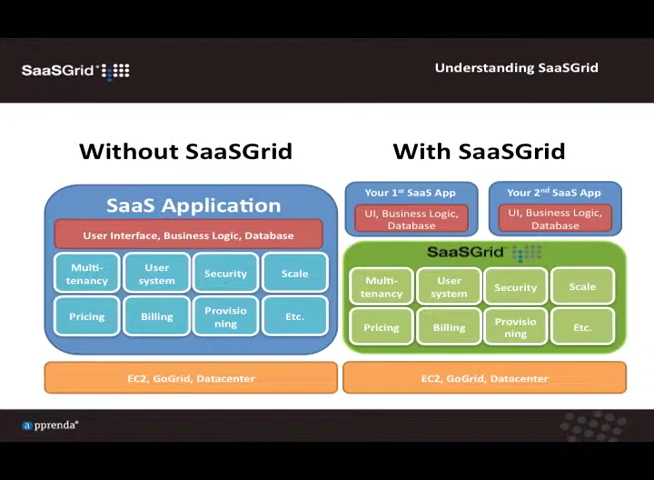 SaaSGrid
Understanding SaaSGrid
Without SaaSGrid
With SaaSGrid
SaaS Application
User Interface, Business Logic, Database
Multi-
tenancy
User
system
Security
Scale
Pricing
Billing
Provisio
ning
Etc.
EC2, GoGrid, Datacenter
Your 1st SaaS App
UI, Business Logic,
Database
Your 2nd SaaS App
UI, Business Logic,
Database
SaaSGrid
Multi-
tenancy
User
system
Security
Scale
Pricing
Billing
Provisio
ning
Etc.
EC2, GoGrid, Datacenter
apprenda